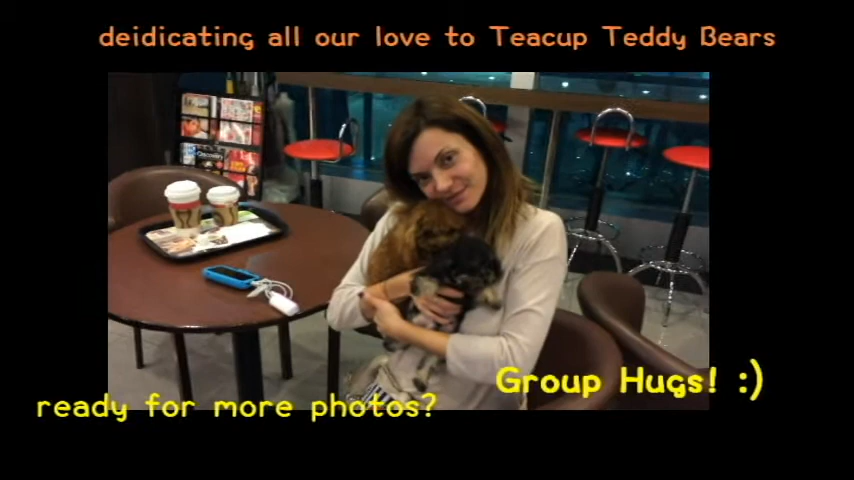 deidicating all our love to Teacup Teddy Bears
Group Hugs! :)
ready for more photos?